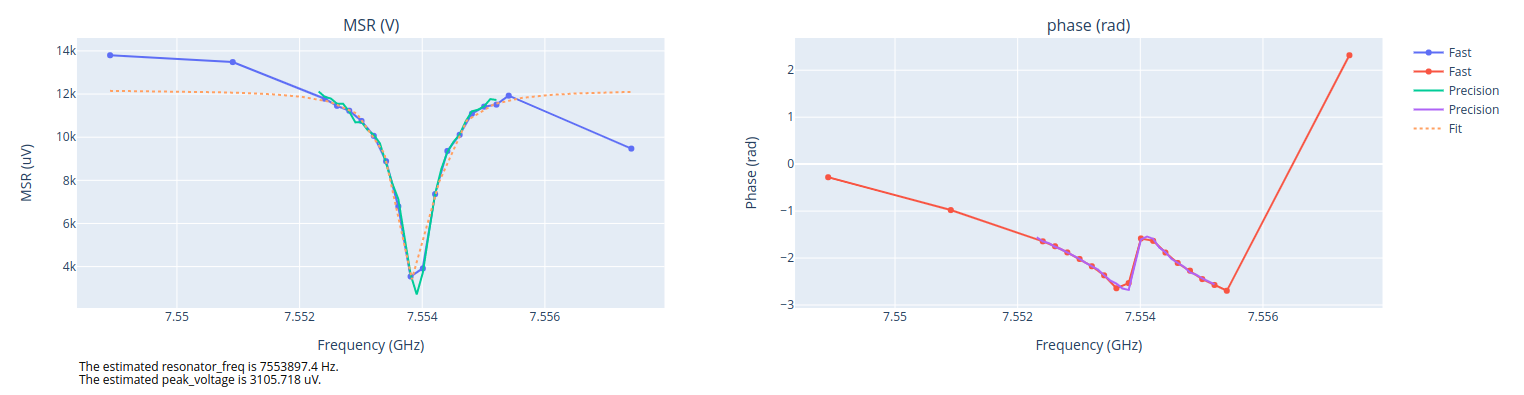 MSR (V)
phase (rad)
14k
12k
10k
8k
6k
4k
MSR (uV)
7.55
7.552
7.554
7.556
Frequency (GHz)
2
1
0
−1
−2
−3
Phase (rad)
7.55
7.552
7.554
7.556
Frequency (GHz)
Fast
Fast
Precision
Precision
Fit
The estimated resonator_freq is 7553897.4 Hz.
The estimated peak_voltage is 3105.718 uV.